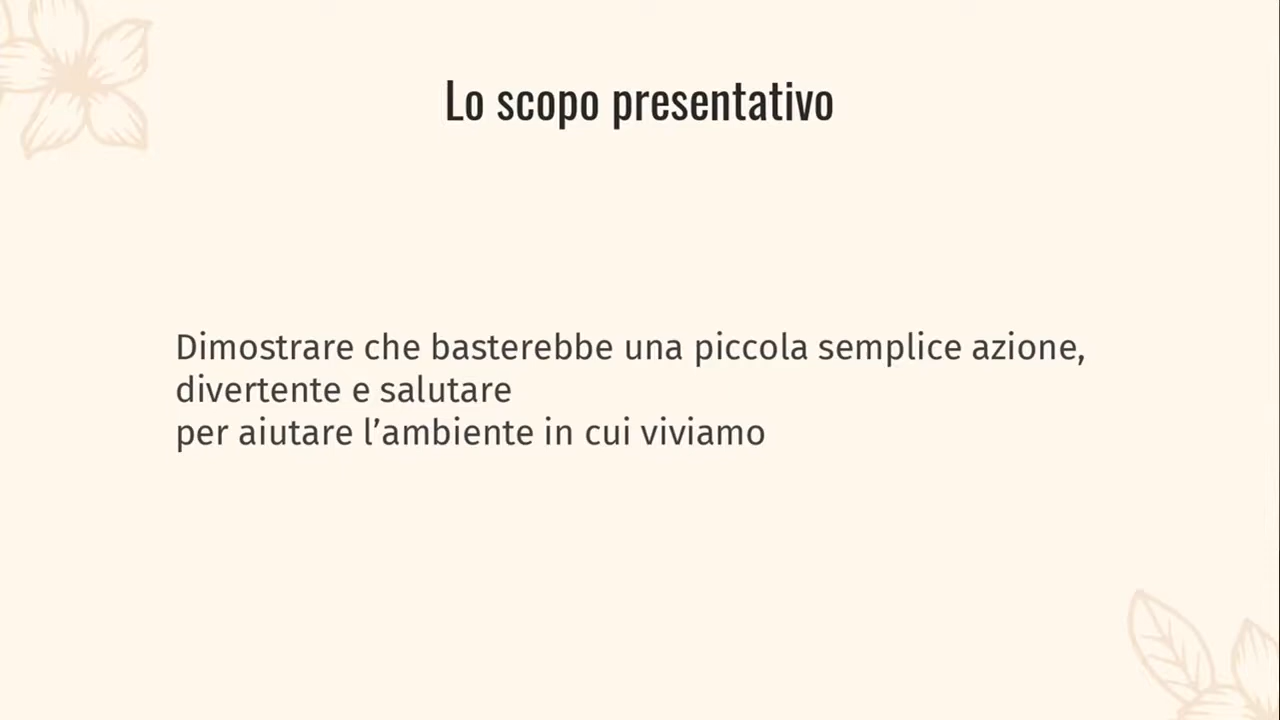 Lo scopo presentativo
Dimostrare che basterebbe una piccola semplice azione,
divertente e salutare
per aiutare l’ambiente in cui viviamo